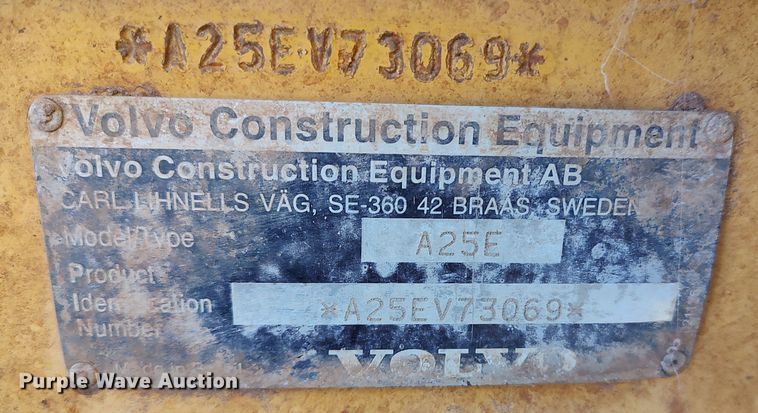 *A25EV73069*
Volvo Construction Equipment
Volvo Construction Equipment AB
CARL LIHNELLS VÄG, SE-360 42 BRAAS, SWEDEN
Model/Type A25E
Product
Identification *A25EV73069*
Number
VOLVO
Purple Wave Auction